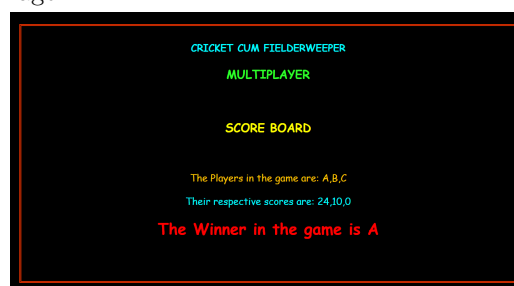 CRICKET CUM FIELDERWEEPER
MULTIPLAYER
SCORE BOARD
The Players in the game are: A,B,C
Their respective scores are: 24,10,0
The Winner in the game is A